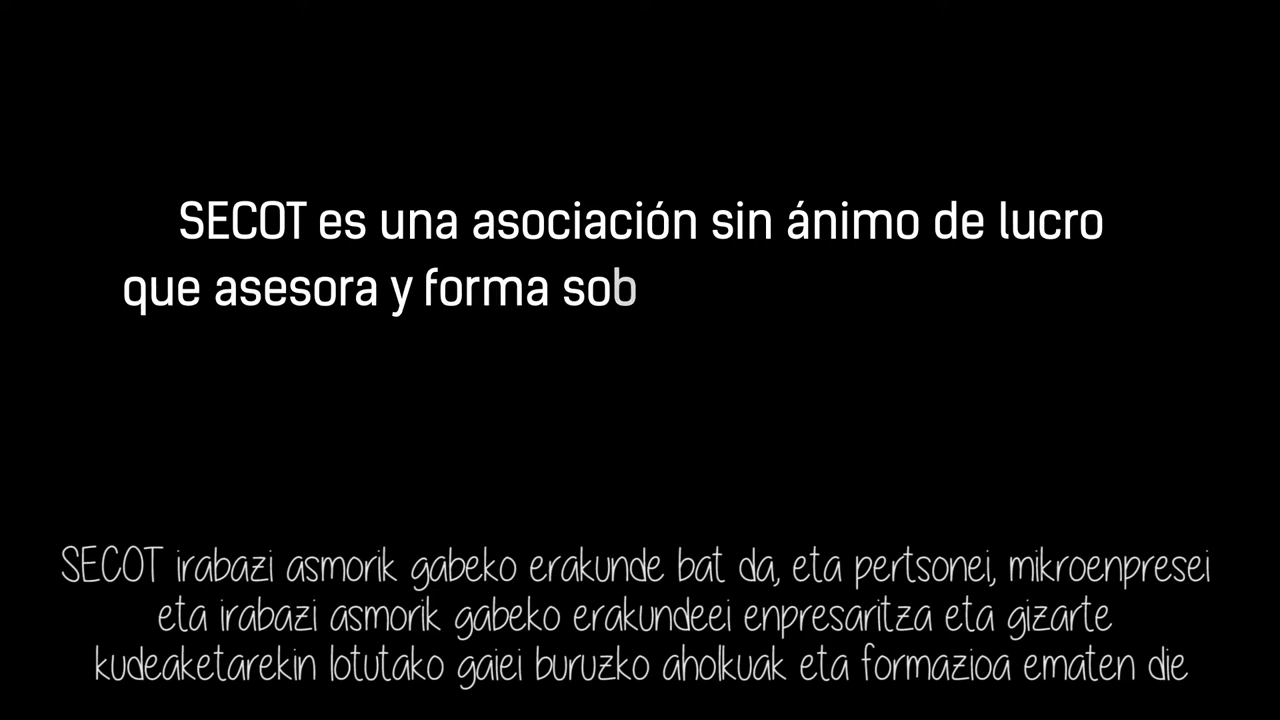 SECOT es una asociación sin ánimo de lucro
que asesora y forma sob
SECOT irabazi asmorik gabeko erakunde bat da, eta pertsonei, mikroenpresei
eta irabazi asmorik gabeko erakundeei enpresaritza eta gizarte
kudeaketarekin lotutako gaiei buruzko aholkuak eta formazioa ematen die